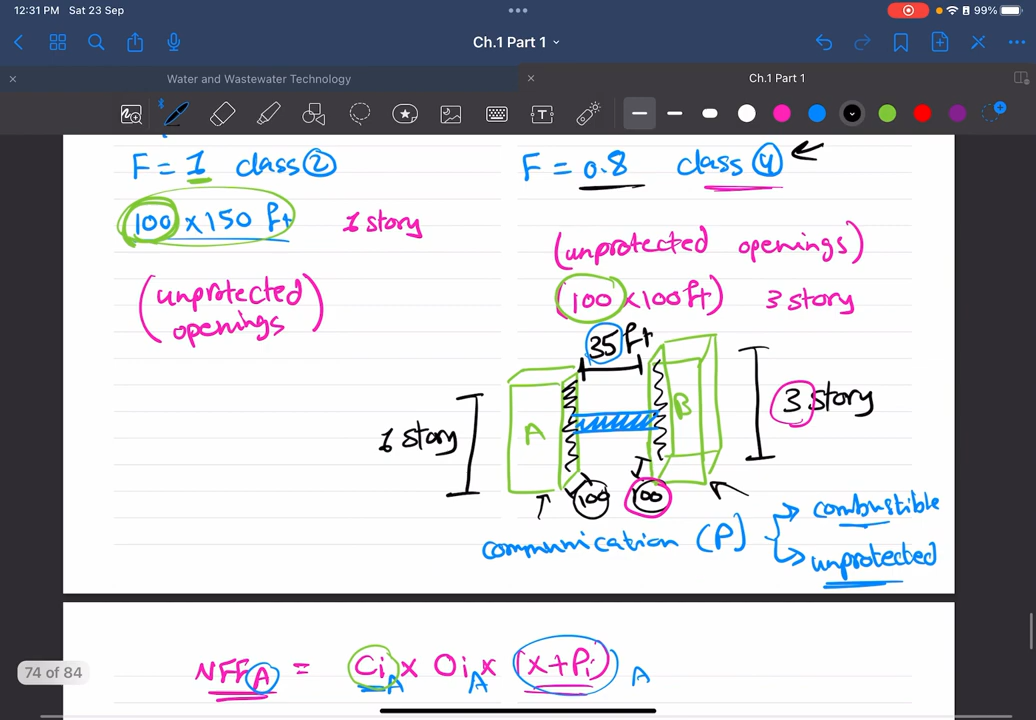 12:31 PM Sat 23 Sep
99%
Ch.1 Part 1
Water and Wastewater Technology
Ch.1 Part 1
F = 1 class 2
100 x 150 ft 1 story
(unprotected openings)
F = 0.8 class 4
(unprotected openings)
(100 x 100 ft) 3 story
35 ft
A
B
1 story
3 story
100
100
communication (P)
combustible
unprotected
74 of 84
NFF A = Ci A x Oi A x (x+Pi) A